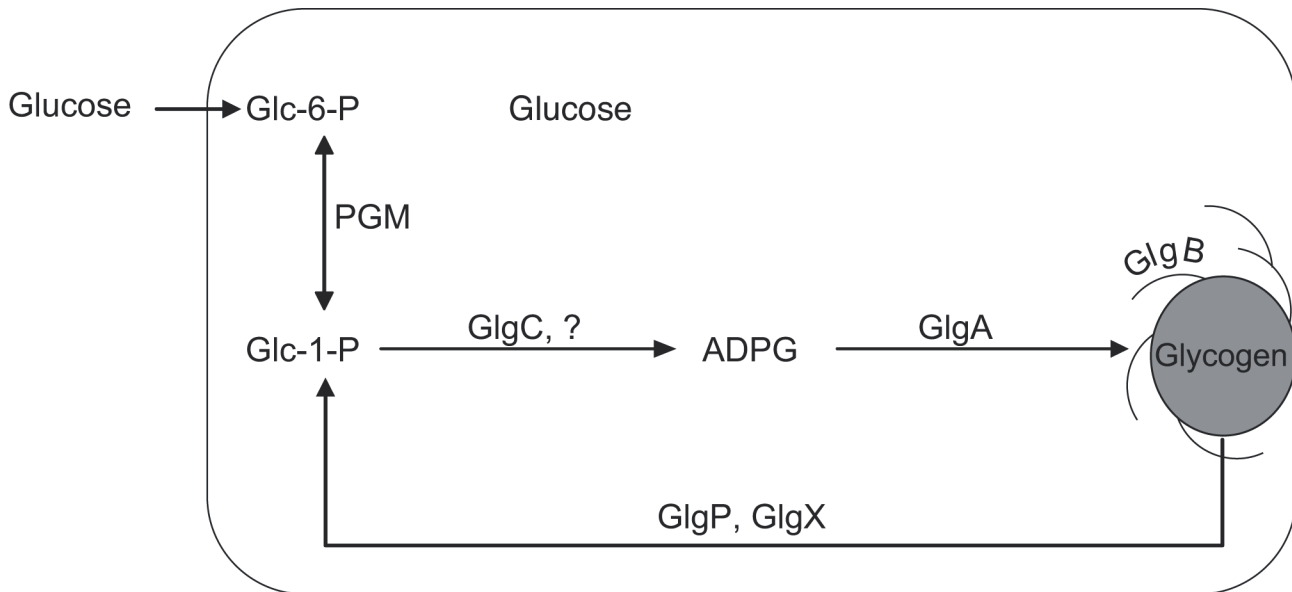 Glucose
Glc-6-P
Glucose
PGM
GlgB
Glc-1-P
GlgC, ?
ADPG
GlgA
Glycogen
GlgP, GlgX